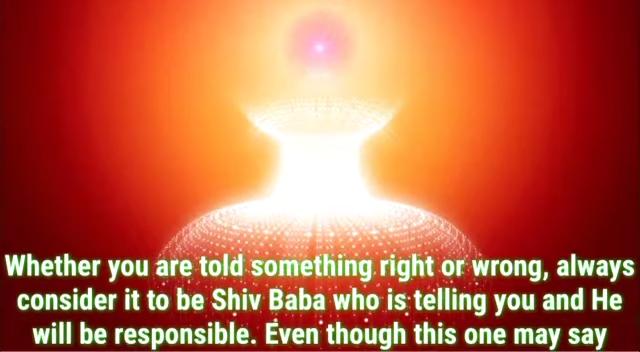 Whether you are told something right or wrong, always
consider it to be Shiv Baba who is telling you and He
will be responsible. Even though this one may say